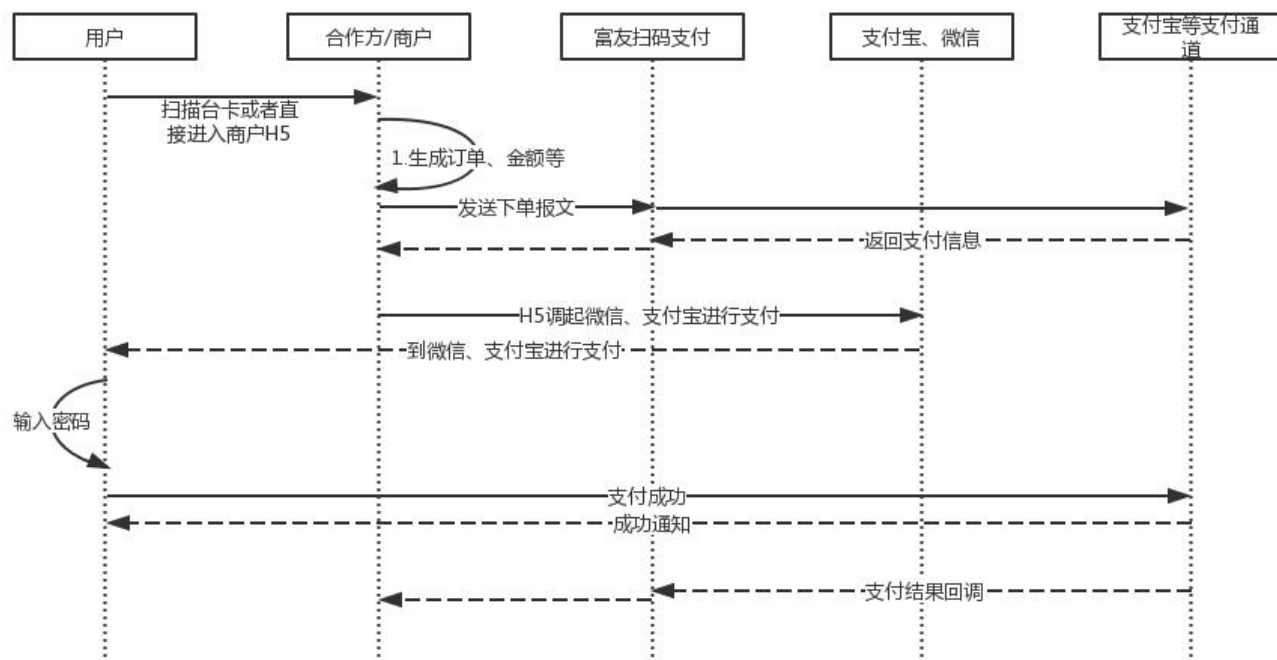 用户
合作方/商户
富友扫码支付
支付宝、微信
支付宝等支付通
道
扫描台卡或者直
接进入商户H5
1.生成订单、金额等
发送下单报文
返回支付信息
H5调起微信、支付宝进行支付
到微信、支付宝进行支付
输入密码
支付成功
成功通知
支付结果回调